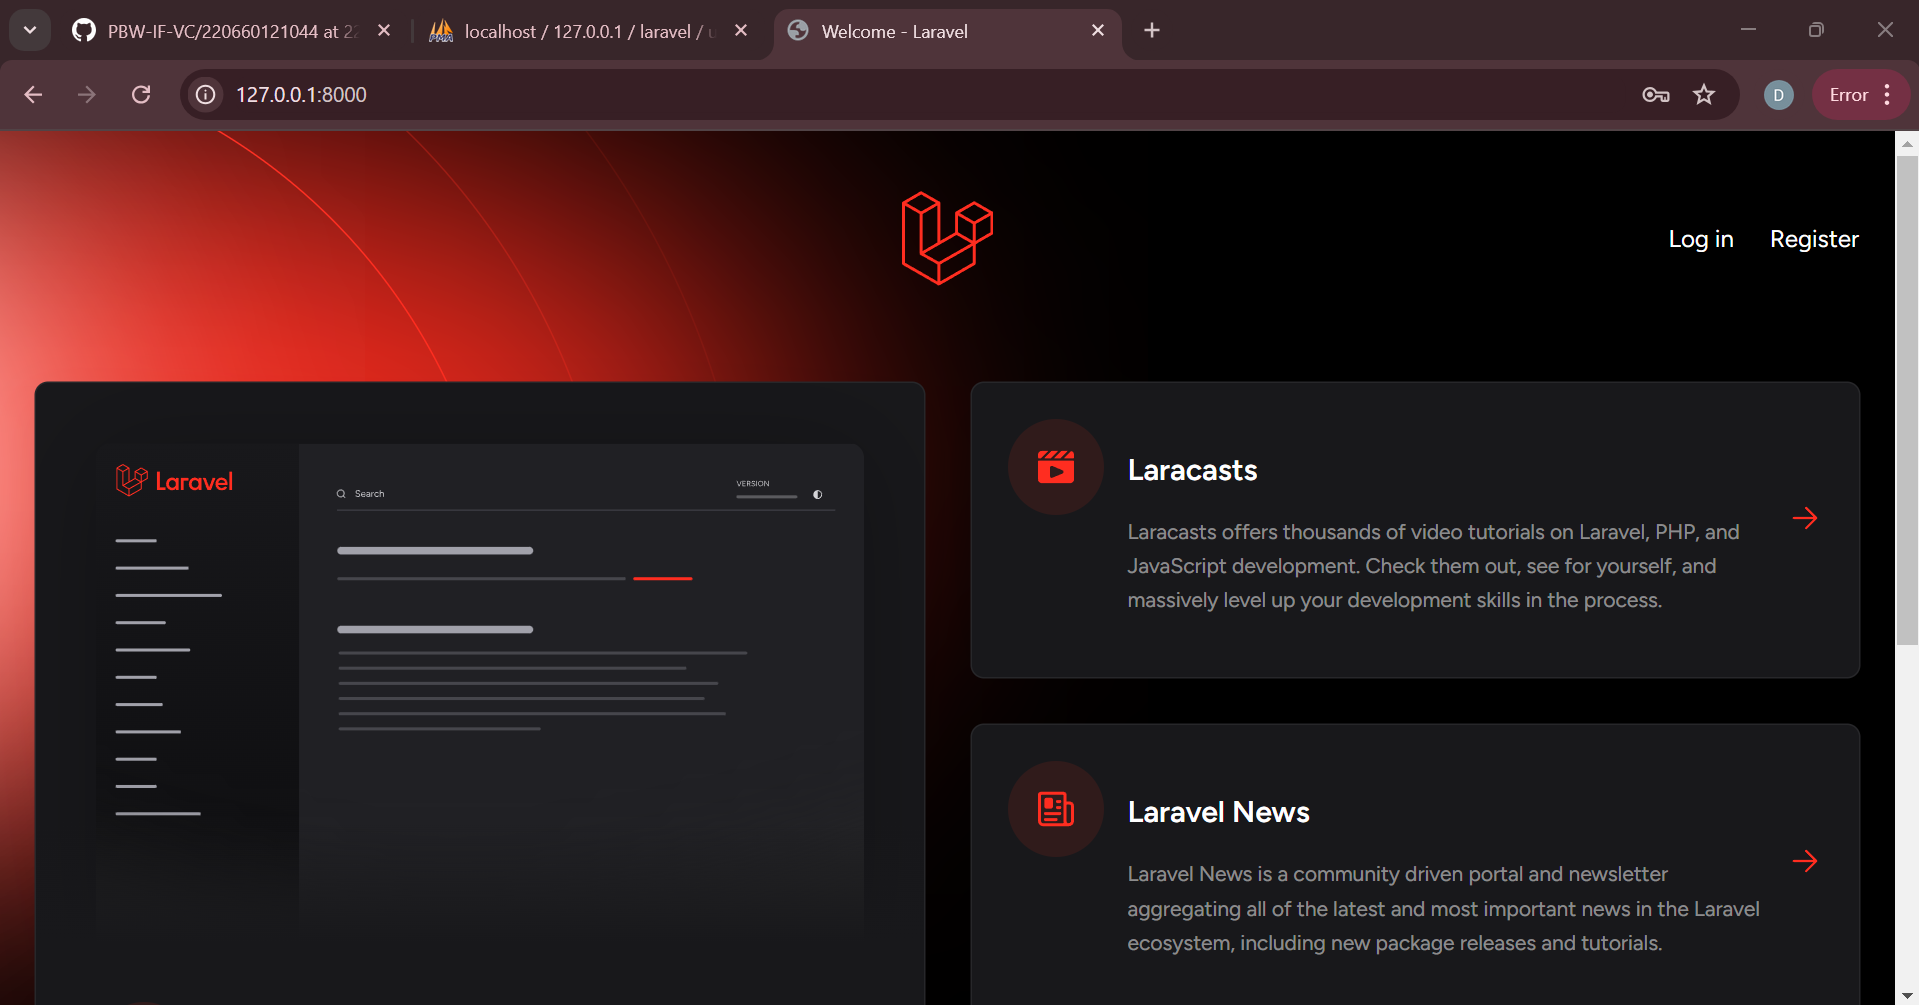 PBW-IF-VC/220660121044 at 22
localhost / 127.0.0.1 / laravel / u
Welcome - Laravel
127.0.0.1:8000
D
Error
Log in
Register
Laravel
Search
VERSION
Laracasts
Laracasts offers thousands of video tutorials on Laravel, PHP, and
JavaScript development. Check them out, see for yourself, and
massively level up your development skills in the process.
Laravel News
Laravel News is a community driven portal and newsletter
aggregating all of the latest and most important news in the Laravel
ecosystem, including new package releases and tutorials.